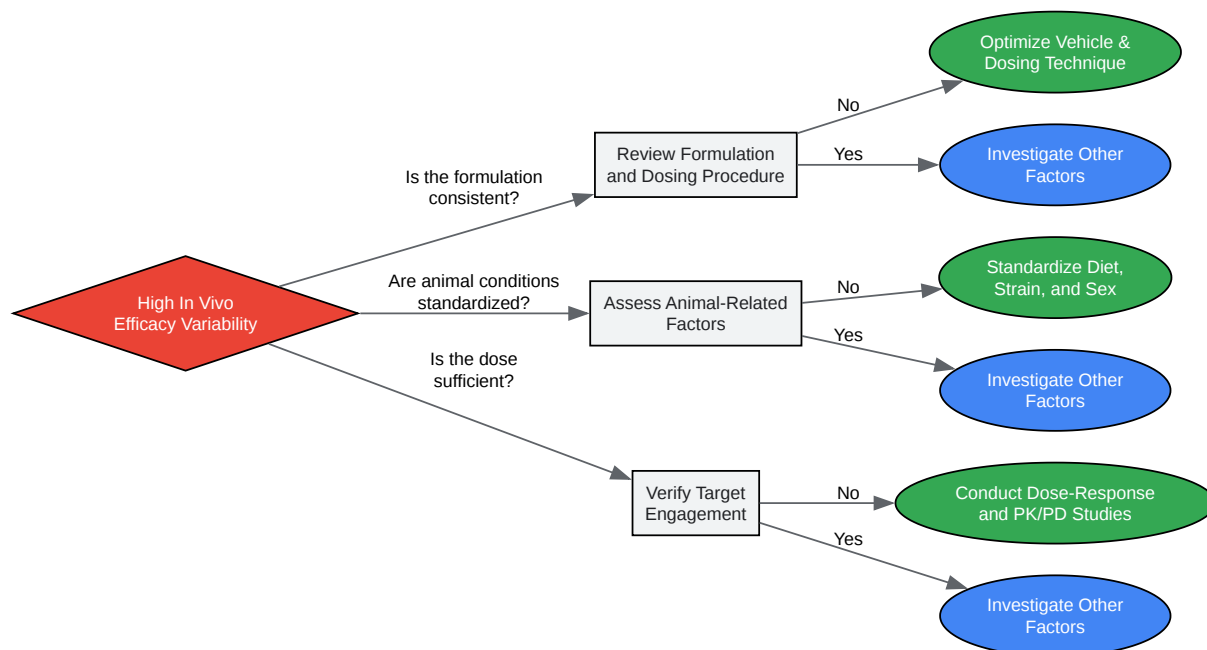 High In Vivo
Efficacy Variability
Is the formulation
consistent?
Are animal conditions
standardized?
Is the dose
sufficient?
Review Formulation
and Dosing Procedure
No
Yes
Optimize Vehicle &
Dosing Technique
Investigate Other
Factors
Assess Animal-Related
Factors
No
Yes
Standardize Diet,
Strain, and Sex
Investigate Other
Factors
Verify Target
Engagement
No
Yes
Conduct Dose-Response
and PK/PD Studies
Investigate Other
Factors